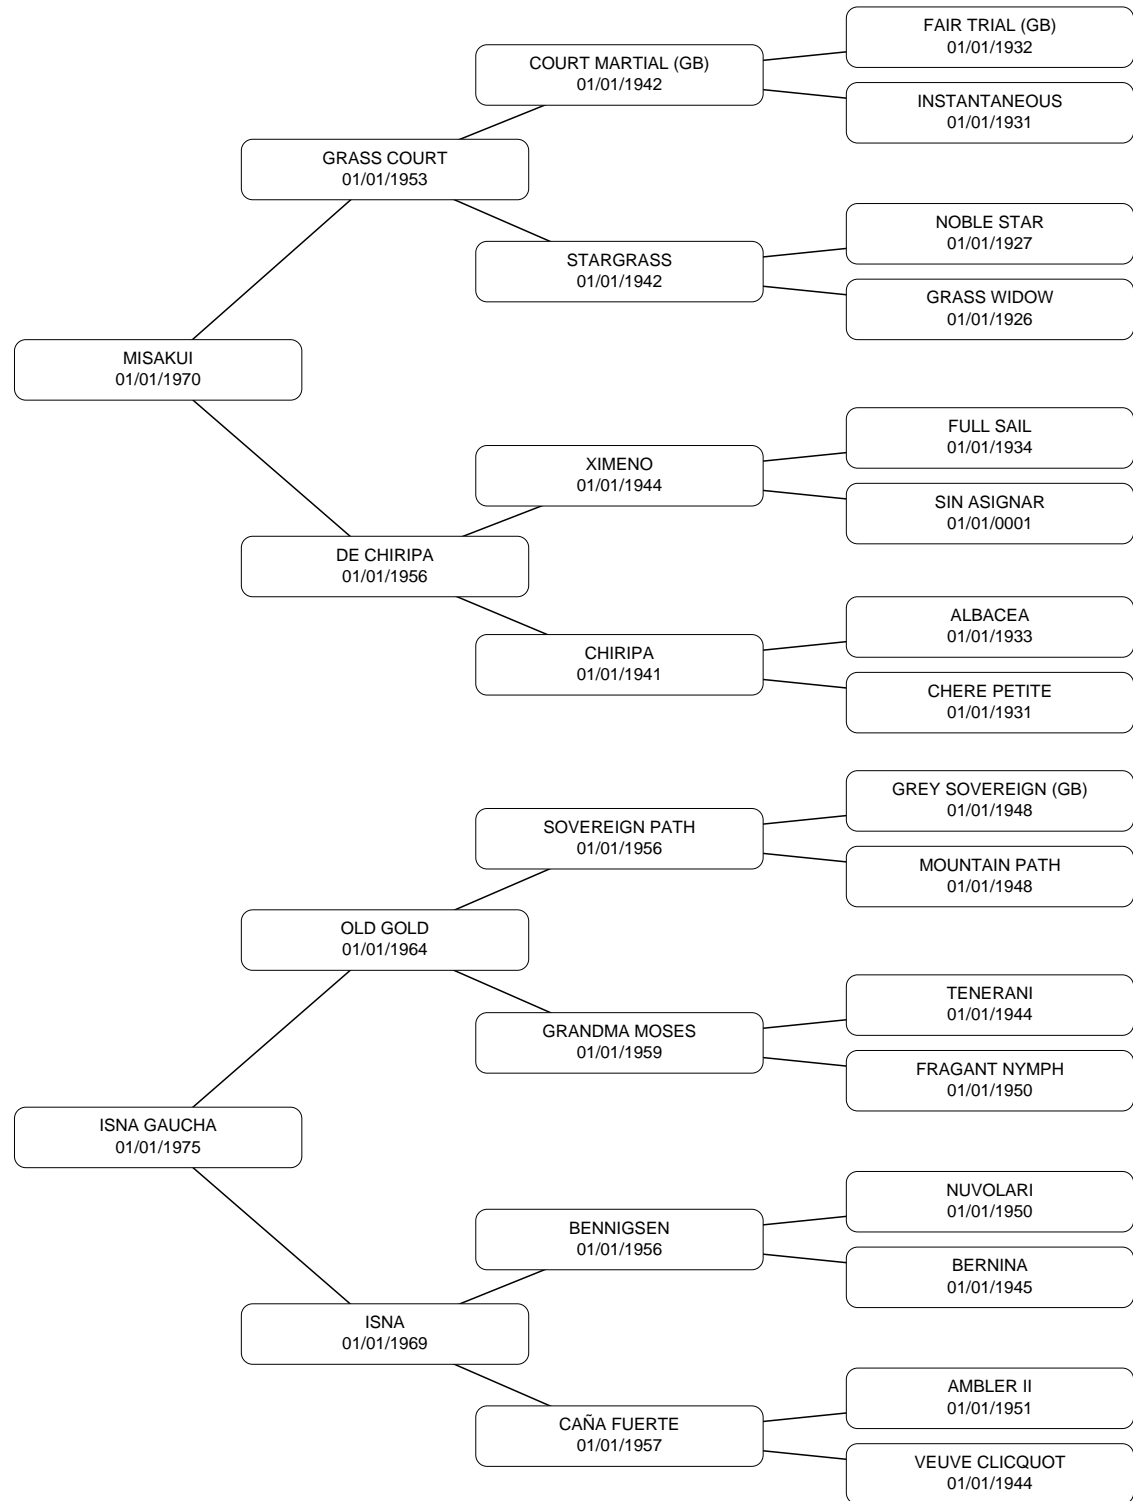 FAIR TRIAL (GB)
01/01/1932
COURT MARTIAL (GB)
01/01/1942
INSTANTANEOUS
01/01/1931
GRASS COURT
01/01/1953
NOBLE STAR
01/01/1927
STARGRASS
01/01/1942
GRASS WIDOW
01/01/1926
MISAKUI
01/01/1970
FULL SAIL
01/01/1934
XIMENO
01/01/1944
SIN ASIGNAR
01/01/0001
DE CHIRIPA
01/01/1956
ALBACEA
01/01/1933
CHIRIPA
01/01/1941
CHERE PETITE
01/01/1931
GREY SOVEREIGN (GB)
01/01/1948
SOVEREIGN PATH
01/01/1956
MOUNTAIN PATH
01/01/1948
OLD GOLD
01/01/1964
TENERANI
01/01/1944
GRANDMA MOSES
01/01/1959
FRAGANT NYMPH
01/01/1950
ISNA GAUCHA
01/01/1975
NUVOLARI
01/01/1950
BENNIGSEN
01/01/1956
BERNINA
01/01/1945
ISNA
01/01/1969
AMBLER II
01/01/1951
CAÑA FUERTE
01/01/1957
VEUVE CLICQUOT
01/01/1944